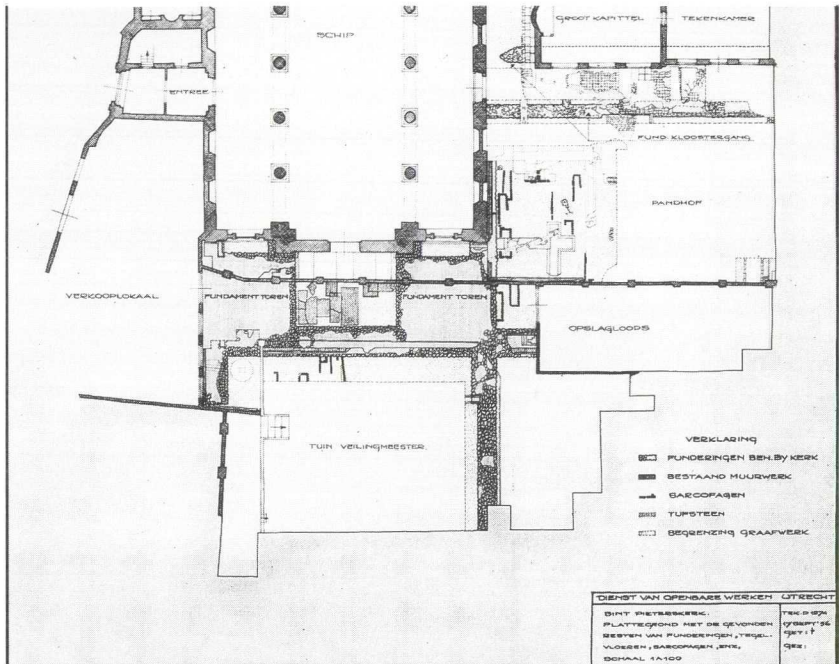 GROOT KAPITTEL
TEKENKAMER
SCHIP
ENTREE
FUND. KLOOSTERGANG
PANDHOF
VERKOOPLOKAAL
FUNDAMENT TOREN
FUNDAMENT TOREN
OPSLAGLOODS
TUIN VEILINGMEESTER
VERKLARING
FUNDERINGEN BEH. BY KERK
BESTAAND MUURWERK
SARCOFAGEN
TUFSTEEN
BEGRENZING GRAAFWERK
DIENST VAN OPENBARE WERKEN UTRECHT
SINT PIETERSKERK.
PLATTEGROND MET DE GEVONDEN
RESTEN VAN FUNDERINGEN, TEGEL-
VLOEREN, SARCOFAGEN, ENZ,
SCHAAL 1 A 100
GET:
GEZ: